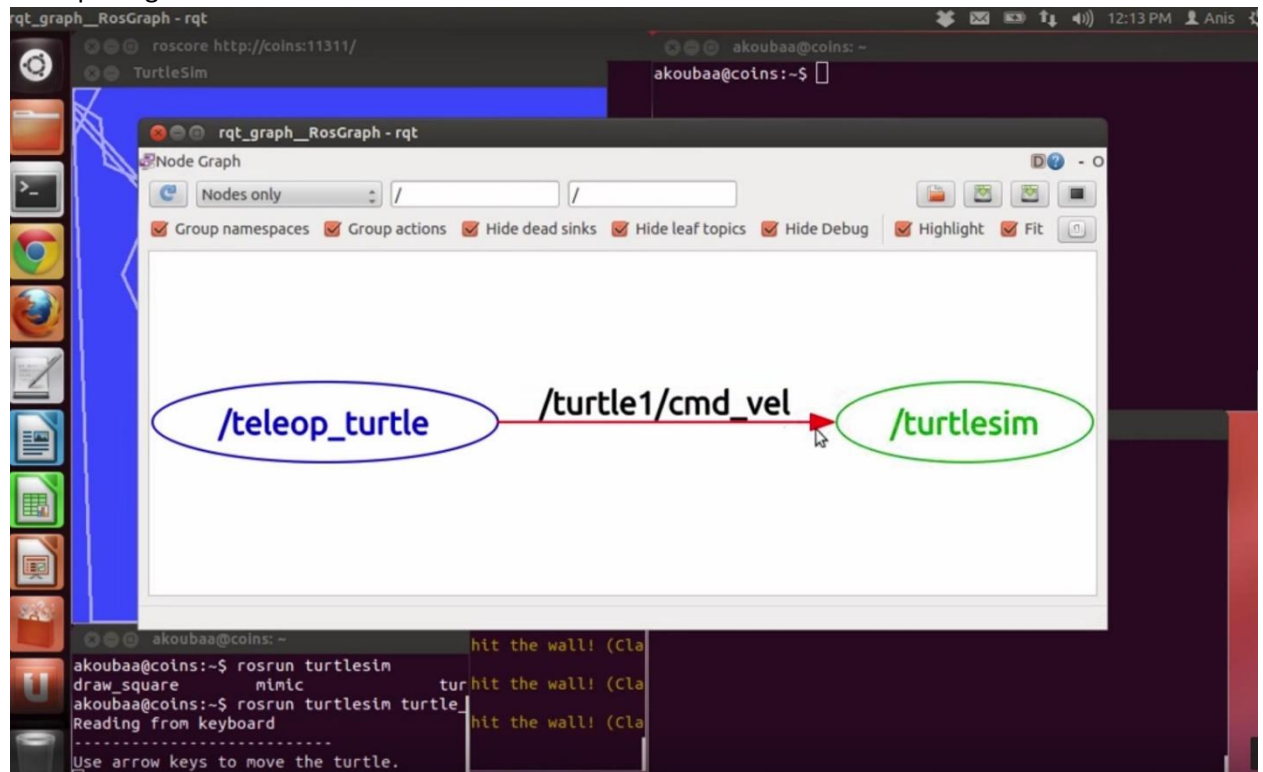 rqt_graph__RosGraph - rqt
12:13 PM Anis
roscore http://coins:11311/
akoubaa@coins: ~
TurtleSim
akoubaa@coins:~$
rqt_graph__RosGraph - rqt
Node Graph
D ? - O
Nodes only / /
Group namespaces Group actions Hide dead sinks Hide leaf topics Hide Debug Highlight Fit
/teleop_turtle
/turtle1/cmd_vel
/turtlesim
akoubaa@coins: ~
akoubaa@coins:~$ rosrun turtlesim
draw_square mimic tur
akoubaa@coins:~$ rosrun turtlesim turtle_
Reading from keyboard
---------------------------
Use arrow keys to move the turtle.
hit the wall! (Cla
hit the wall! (Cla
hit the wall! (Cla